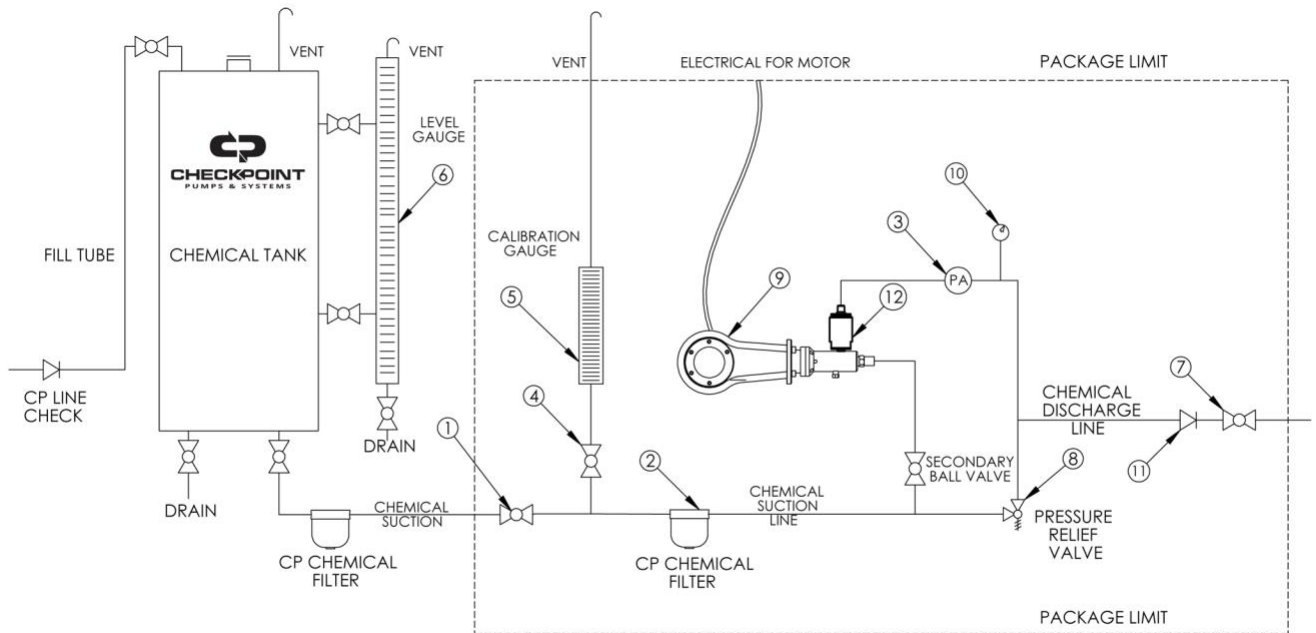 VENT
VENT
VENT
ELECTRICAL FOR MOTOR
PACKAGE LIMIT
LEVEL
GAUGE
CHECKPOINT
PUMPS & SYSTEMS
6
10
3
FILL TUBE
CHEMICAL TANK
CALIBRATION
GAUGE
PA
9
12
5
CP LINE
CHECK
4
CHEMICAL
DISCHARGE
LINE
7
DRAIN
1
2
SECONDARY
BALL VALVE
8
11
DRAIN
CHEMICAL
SUCTION
CHEMICAL
SUCTION
LINE
PRESSURE
RELIEF
VALVE
CP CHEMICAL
FILTER
CP CHEMICAL
FILTER
PACKAGE LIMIT